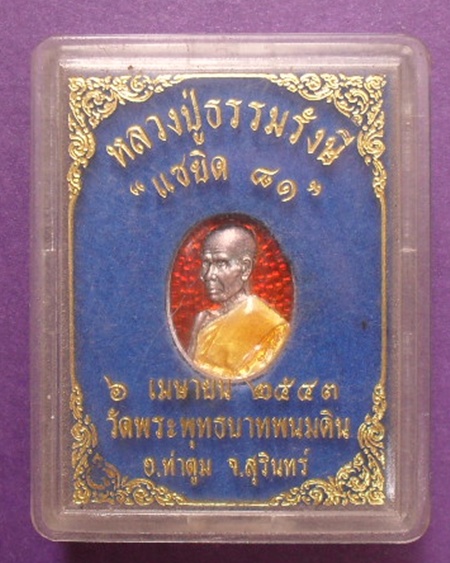 หลวงปู่ธรรมรังษี
“แซยิด ๘๑”
๖ เมษายน ๒๕๔๓
วัดพระพุทธบาทพนมดิน
อ.ท่าตูม จ.สุรินทร์